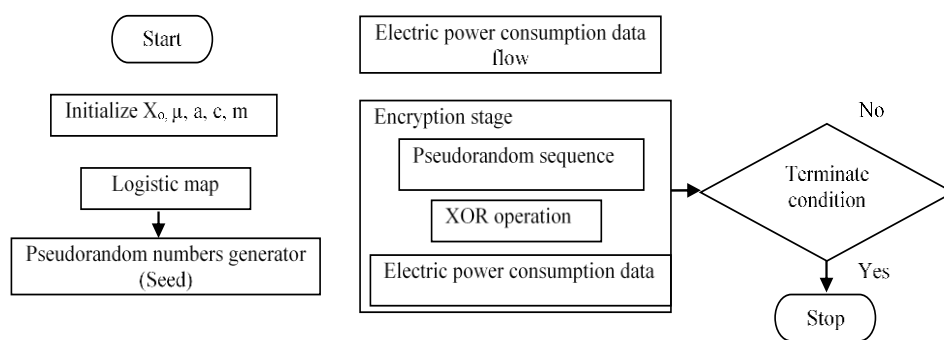 Start
Initialize Xo, μ, a, c, m
Logistic map
Pseudorandom numbers generator
(Seed)
Electric power consumption data
flow
Encryption stage
Pseudorandom sequence
XOR operation
Electric power consumption data
No
Terminate
condition
Yes
Stop